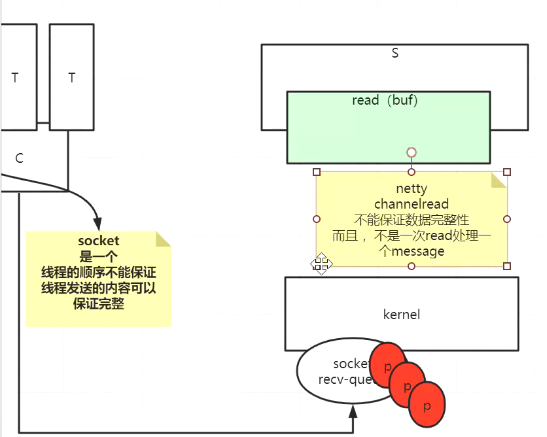 T
T
C
socket
是一个
线程的顺序不能保证
线程发送的内容可以
保证完整
S
read（buf）
netty
channelread
不能保证数据完整性
而且，不是一次read处理一
个message
kernel
socket
recv-que
p
p
p